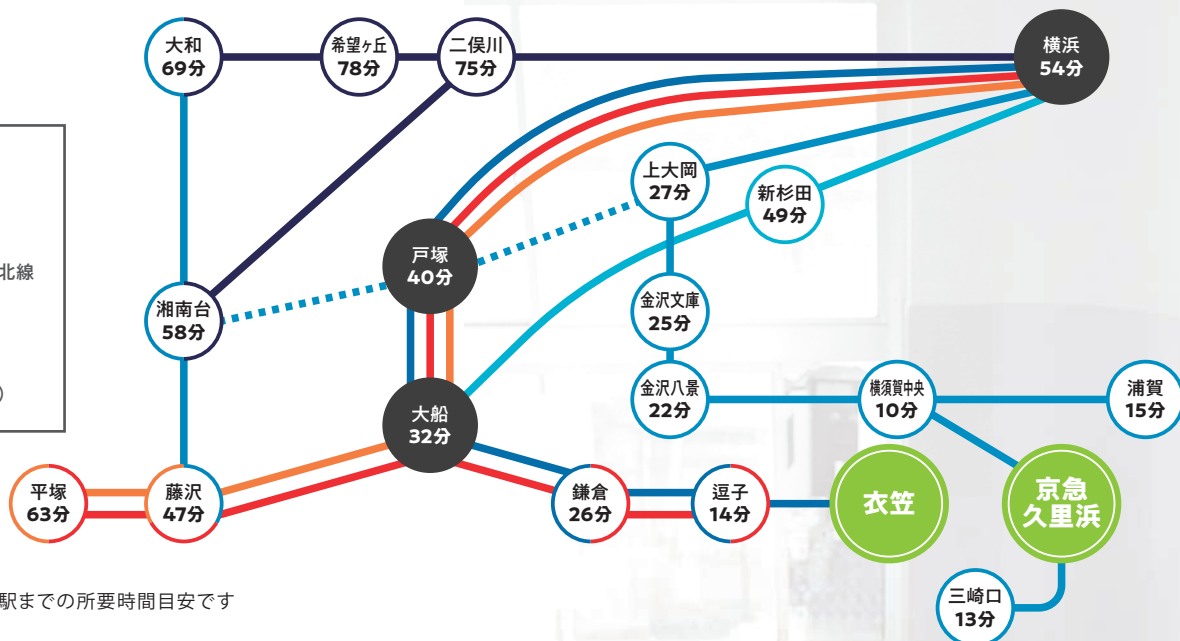 大和
69分
希望ヶ丘
78分
二俣川
75分
横浜
54分
上大岡
27分
新杉田
49分
北線
戸塚
40分
湘南台
58分
金沢文庫
25分
)
大船
32分
金沢八景
22分
横須賀中央
10分
浦賀
15分
平塚
63分
藤沢
47分
鎌倉
26分
逗子
14分
衣笠
京急
久里浜
三崎口
13分
駅までの所要時間目安です